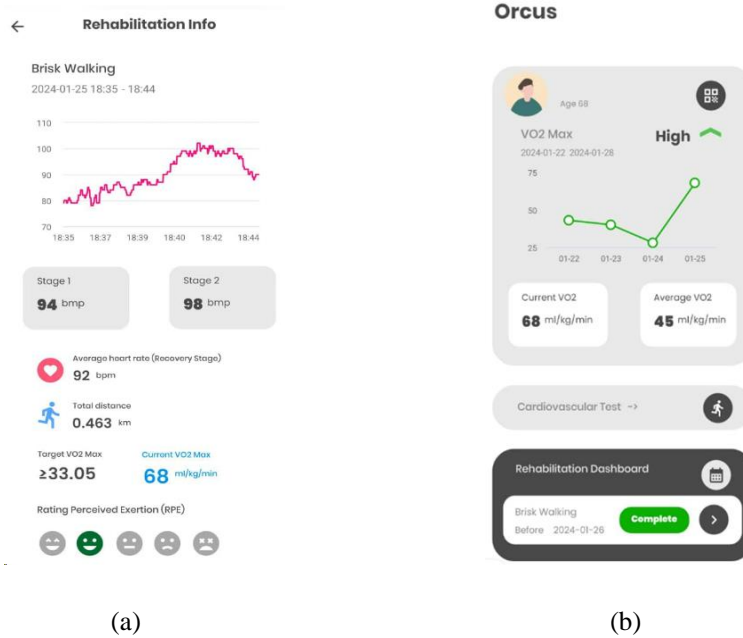 Rehabilitation Info
Brisk Walking
2024-01-25 18:35 - 18:44
110
100
90
80
70
18:35 18:37 18:39 18:40 18:42 18:44
Stage 1
94 bmp
Stage 2
98 bmp
Average heart rate (Recovery Stage)
92 bpm
Total distance
0.463 km
Target VO2 Max
≥33.05
Current VO2 Max
68 ml/kg/min
Rating Perceived Exertion (RPE)
(a)
Orcus
Age 68
VO2 Max
High
2024-01-22 2024-01-28
75
50
25
01-22 01-23 01-24 01-25
Current VO2
68 ml/kg/min
Average VO2
45 ml/kg/min
Cardiovascular Test ->
Rehabilitation Dashboard
Brisk Walking
Before 2024-01-26
Complete
(b)